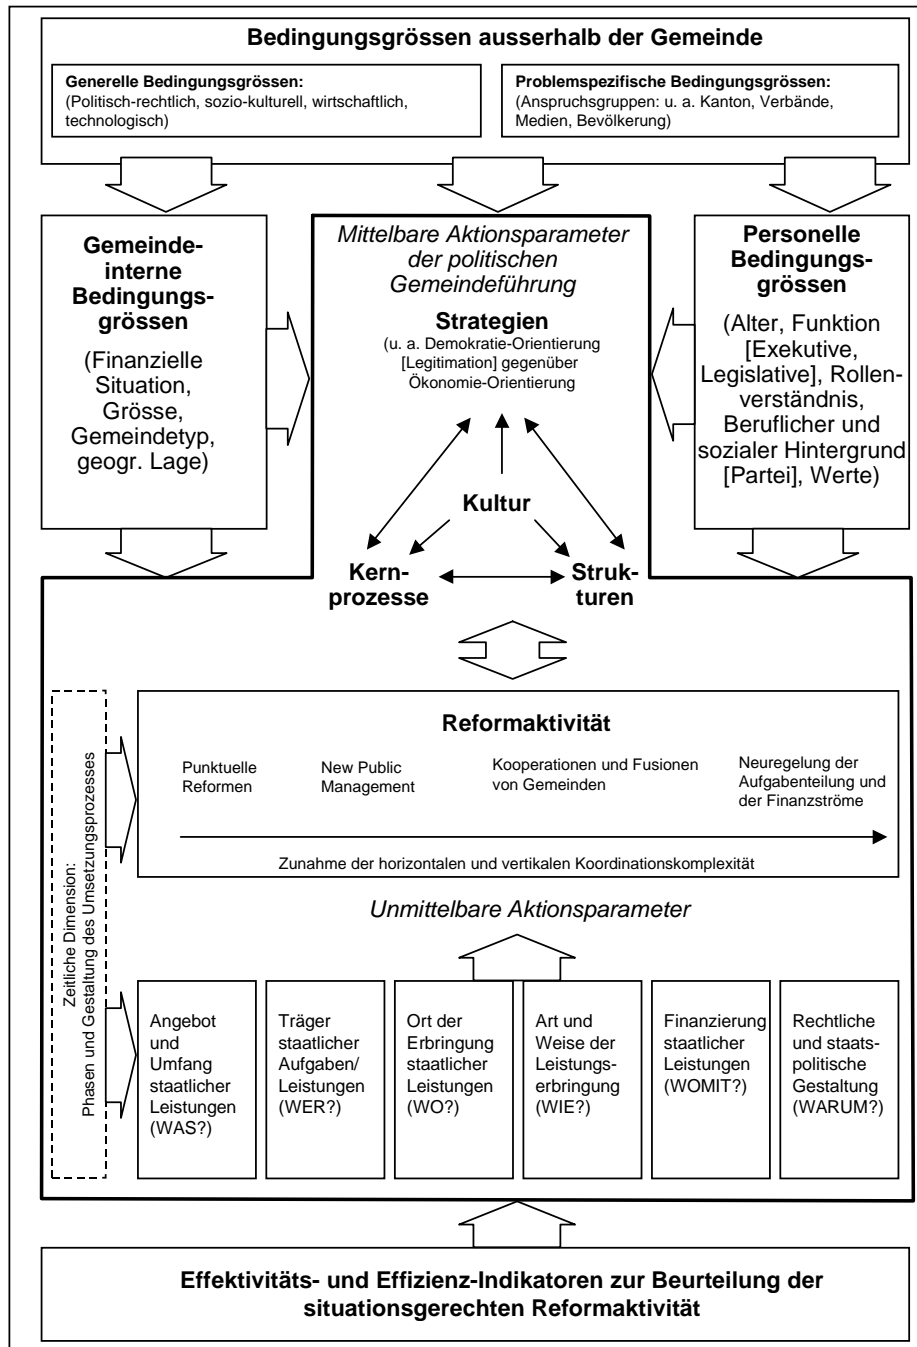 Bedingungsgrössen ausserhalb der Gemeinde
Generelle Bedingungsgrössen:
(Politisch-rechtlich, sozio-kulturell, wirtschaftlich,
technologisch)
Problemspezifische Bedingungsgrössen:
(Anspruchsgruppen: u. a. Kanton, Verbände,
Medien, Bevölkerung)
Gemeinde-
interne
Bedingungs-
grössen
(Finanzielle
Situation,
Grösse,
Gemeindetyp,
geogr. Lage)
Mittelbare Aktionsparameter
der politischen
Gemeindeführung
Strategien
(u. a. Demokratie-Orientierung
[Legitimation] gegenüber
Ökonomie-Orientierung
Kultur
Kern-
prozesse
Struk-
turen
Personelle
Bedingungs-
grössen
(Alter, Funktion
[Exekutive,
Legislative], Rollen-
verständnis,
Beruflicher und
sozialer Hintergrund
[Partei], Werte)
Zeitliche Dimension:
Phasen und Gestaltung des Umsetzungsprozesses
Reformaktivität
Punktuelle
Reformen
New Public
Management
Kooperationen und Fusionen
von Gemeinden
Neuregelung der
Aufgabenteilung und
der Finanzströme
Zunahme der horizontalen und vertikalen Koordinationskomplexität
Unmittelbare Aktionsparameter
Angebot
und
Umfang
staatlicher
Leistungen
(WAS?)
Träger
staatlicher
Aufgaben/
Leistungen
(WER?)
Ort der
Erbringung
staatlicher
Leistungen
(WO?)
Art und
Weise der
Leistungs-
erbringung
(WIE?)
Finanzierung
staatlicher
Leistungen
(WOMIT?)
Rechtliche
und staats-
politische
Gestaltung
(WARUM?)
Effektivitäts- und Effizienz-Indikatoren zur Beurteilung der
situationsgerechten Reformaktivität